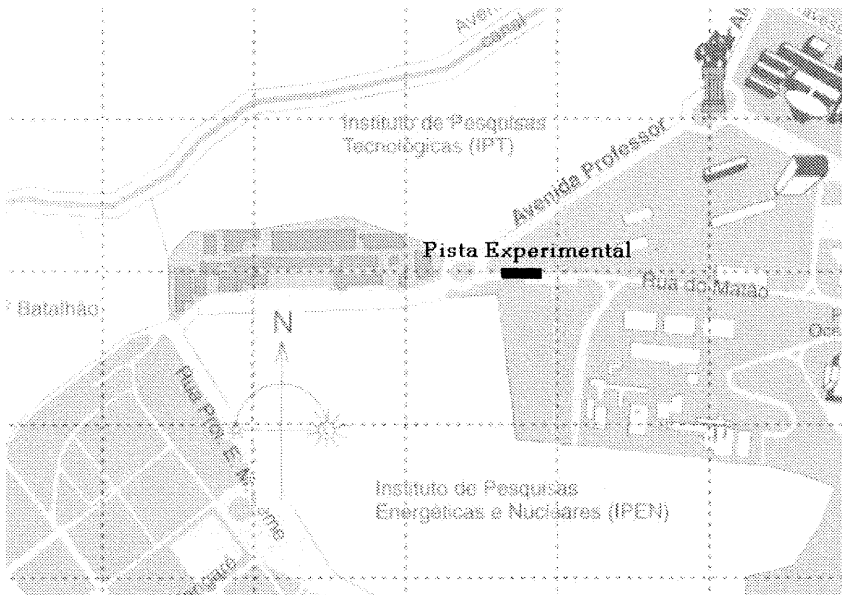 Avenid
canal
Instituto de Pesquisas
Tecnológicas (IPT)
Avenida Professor
Pista Experimental
Rua do Matão
Batalhão
N
Rua Prof. E.
Instituto de Pesquisas
Energéticas e Nucleares (IPEN)